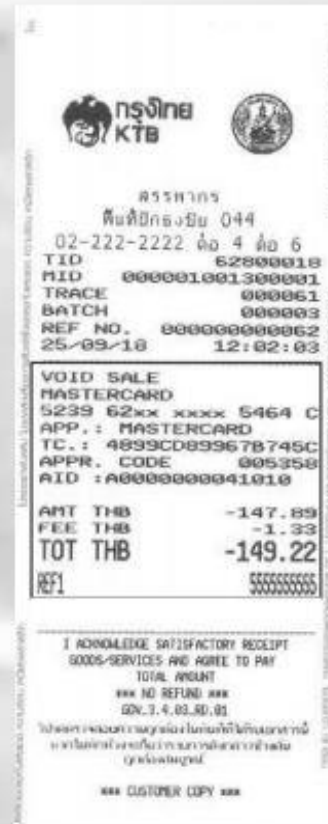 กรุงไทย
KTB
สรรพากร
พื้นที่ปักธงชัย 044
02-222-2222 ต่อ 4 ต่อ 6
TID 62800018
MID 000001001300001
TRACE 000061
BATCH 000003
REF NO. 000000000062
25/09/18 12:02:03
VOID SALE
MASTERCARD
5239 62xx xxxx 5464 C
APP.: MASTERCARD
TC.: 4899CD89967B745C
APPR. CODE 005358
AID :A0000000041010
AMT THB -147.89
FEE THB -1.33
TOT THB -149.22
REF1 5555555555
I ACKNOWLEDGE SATISFACTORY RECEIPT
GOODS/SERVICES AND AGREE TO PAY
TOTAL AMOUNT
*** NO REFUND ***
GOV.3.4.03.RD.01
*** CUSTOMER COPY ***